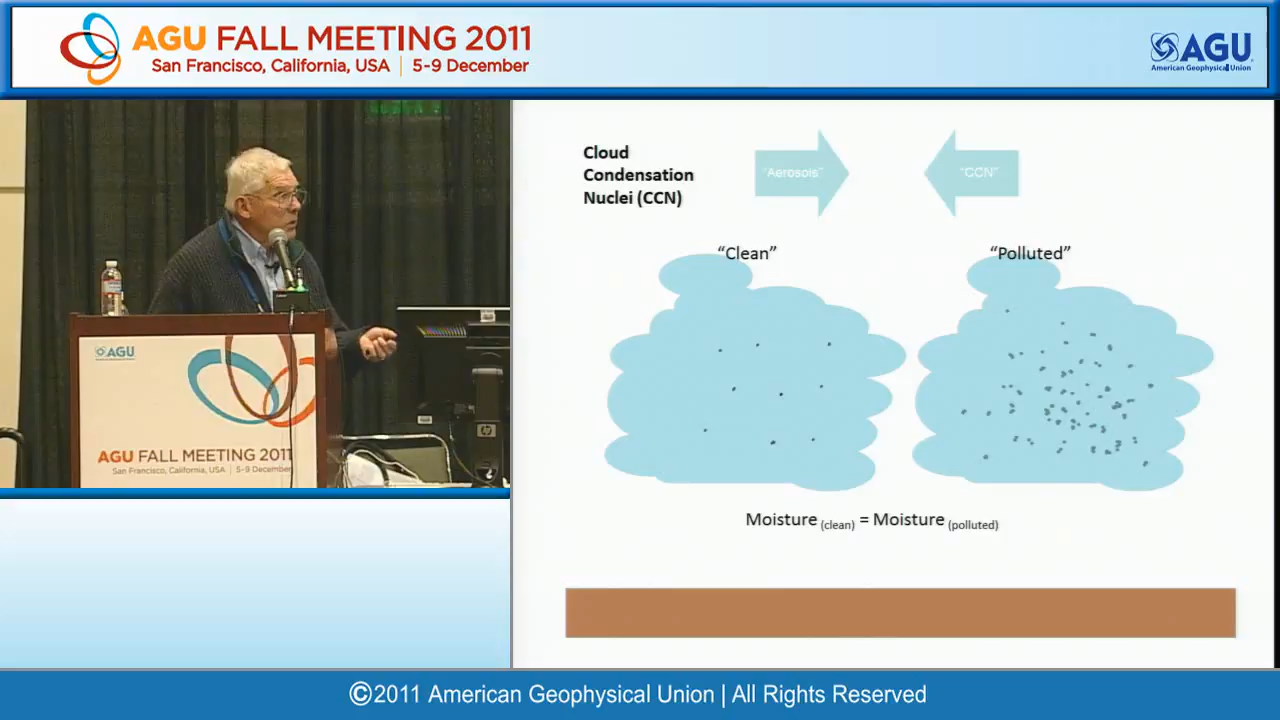 AGU FALL MEETING 2011
San Francisco, California, USA | 5-9 December
AGU
American Geophysical Union
Cloud
Condensation
Nuclei (CCN)
"Aerosols"
"CCN"
“Clean”
“Polluted”
Moisture (clean) = Moisture (polluted)
AGU
AGU FALL MEETING 2011
San Francisco, California, USA | 5-9 December
hp
©2011 American Geophysical Union | All Rights Reserved